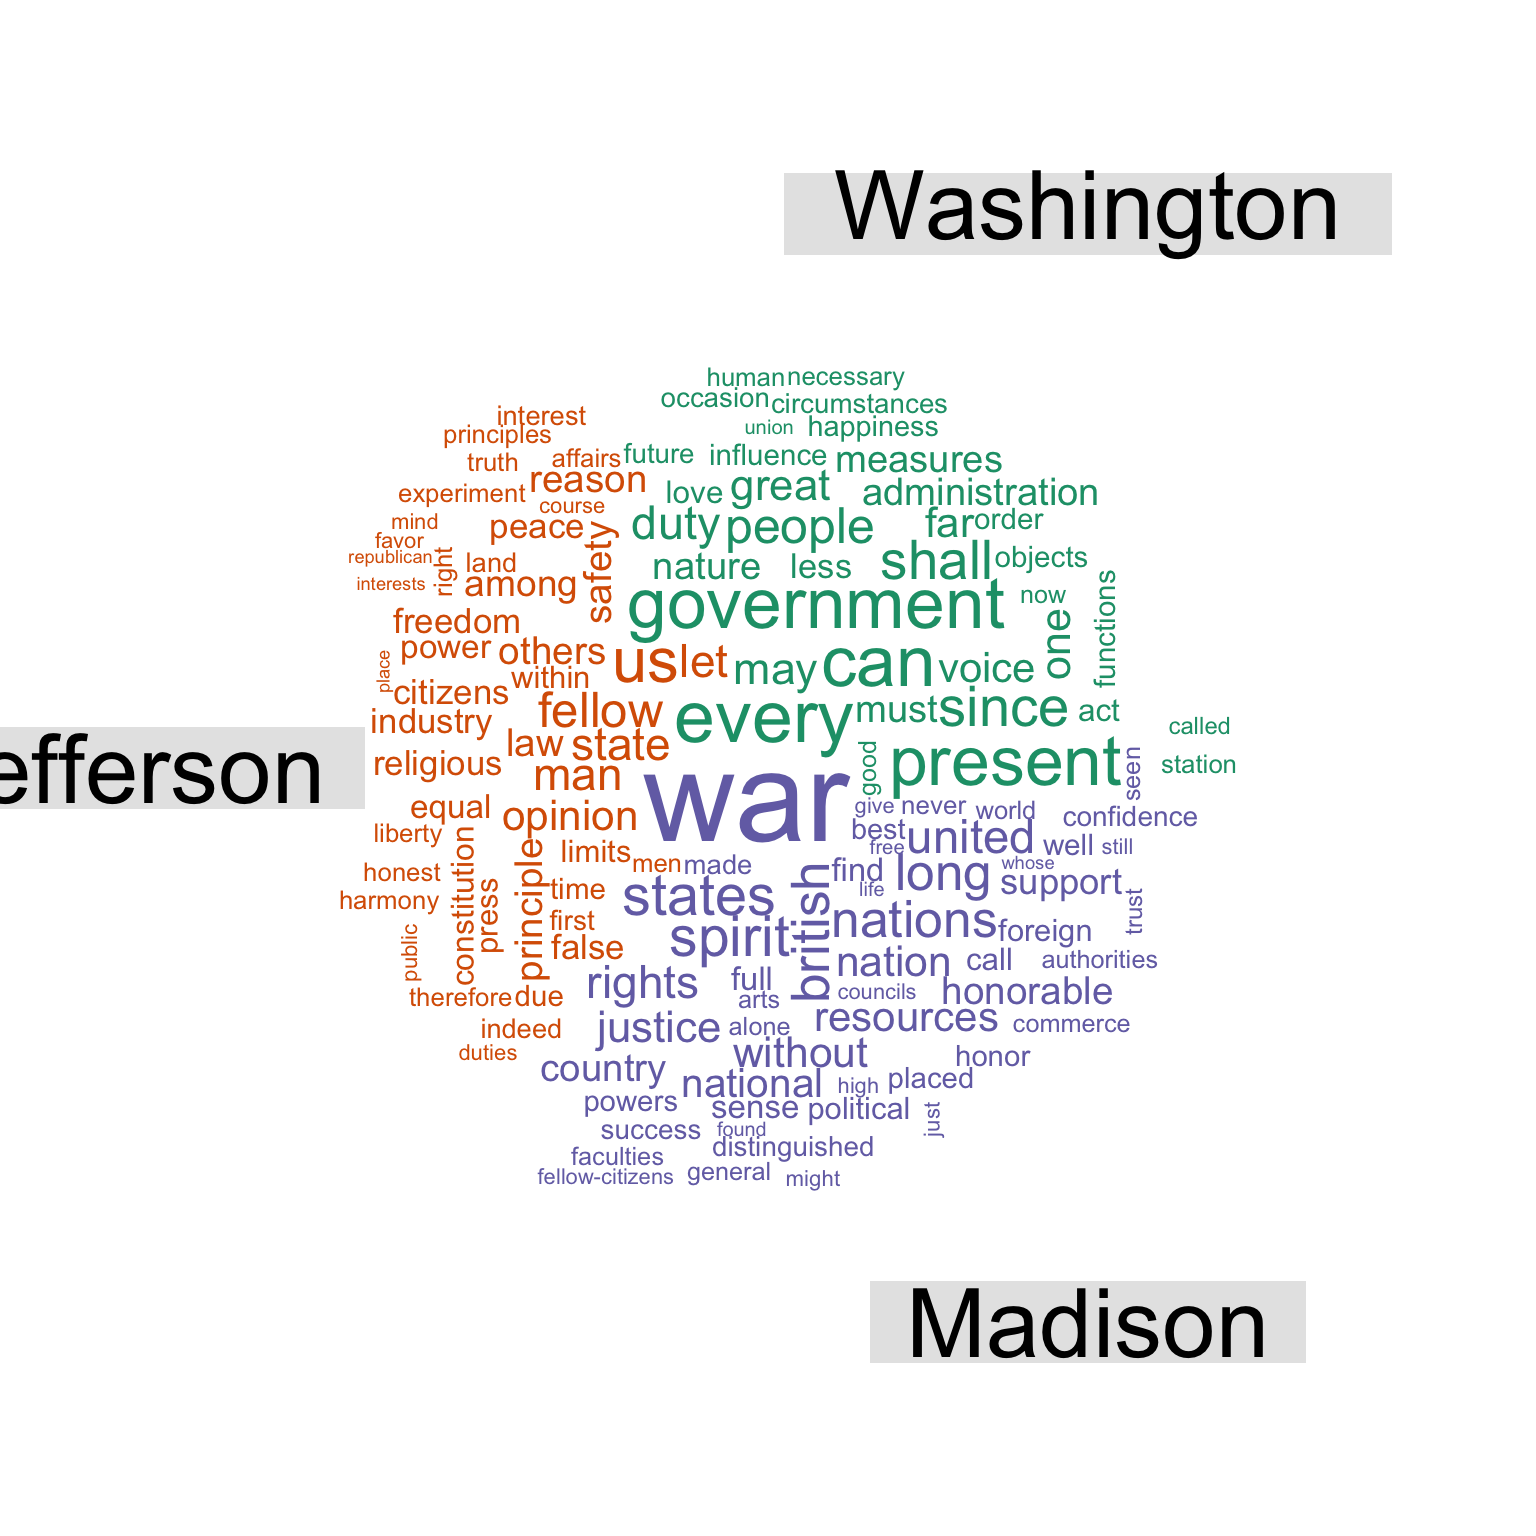 Washington
human necessary
occasion circumstances
interest union happiness
principles
truth affairs future influence measures
experiment reason love great administration
course
mind peace duty people far order
favor
republican right land safety nature less shall objects
interests among government now functions
freedom one
place power others us let may can voice
citizens within
industry fellow every must since act called
efferson
religious law state good present seen station
man war
equal opinion give never world confidence
liberty best united well still
free
constitution principle limits men made find long whose
honest life support
harmony press time states british trust
public first spirit nations foreign
false nation call authorities
therefore due rights full councils honorable
arts
indeed justice alone resources commerce
duties country without honor
national high placed
powers sense political just
success found
faculties distinguished
fellow-citizens general might
Madison